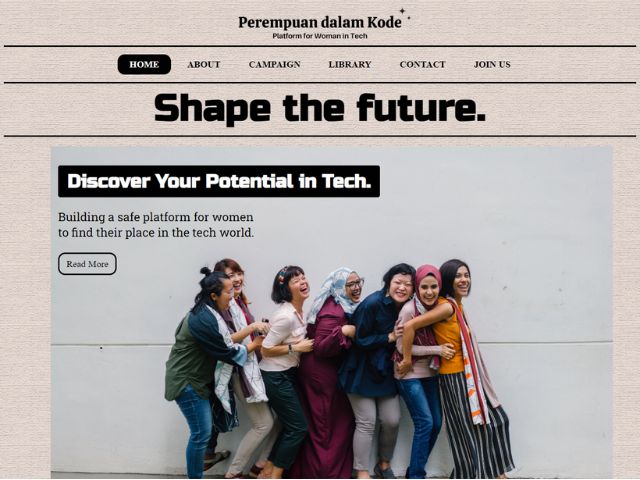 Perempuan dalam Kode
Platform for Woman in Tech
HOME ABOUT CAMPAIGN LIBRARY CONTACT JOIN US
Shape the future.
Discover Your Potential in Tech.
Building a safe platform for women
to find their place in the tech world.
Read More